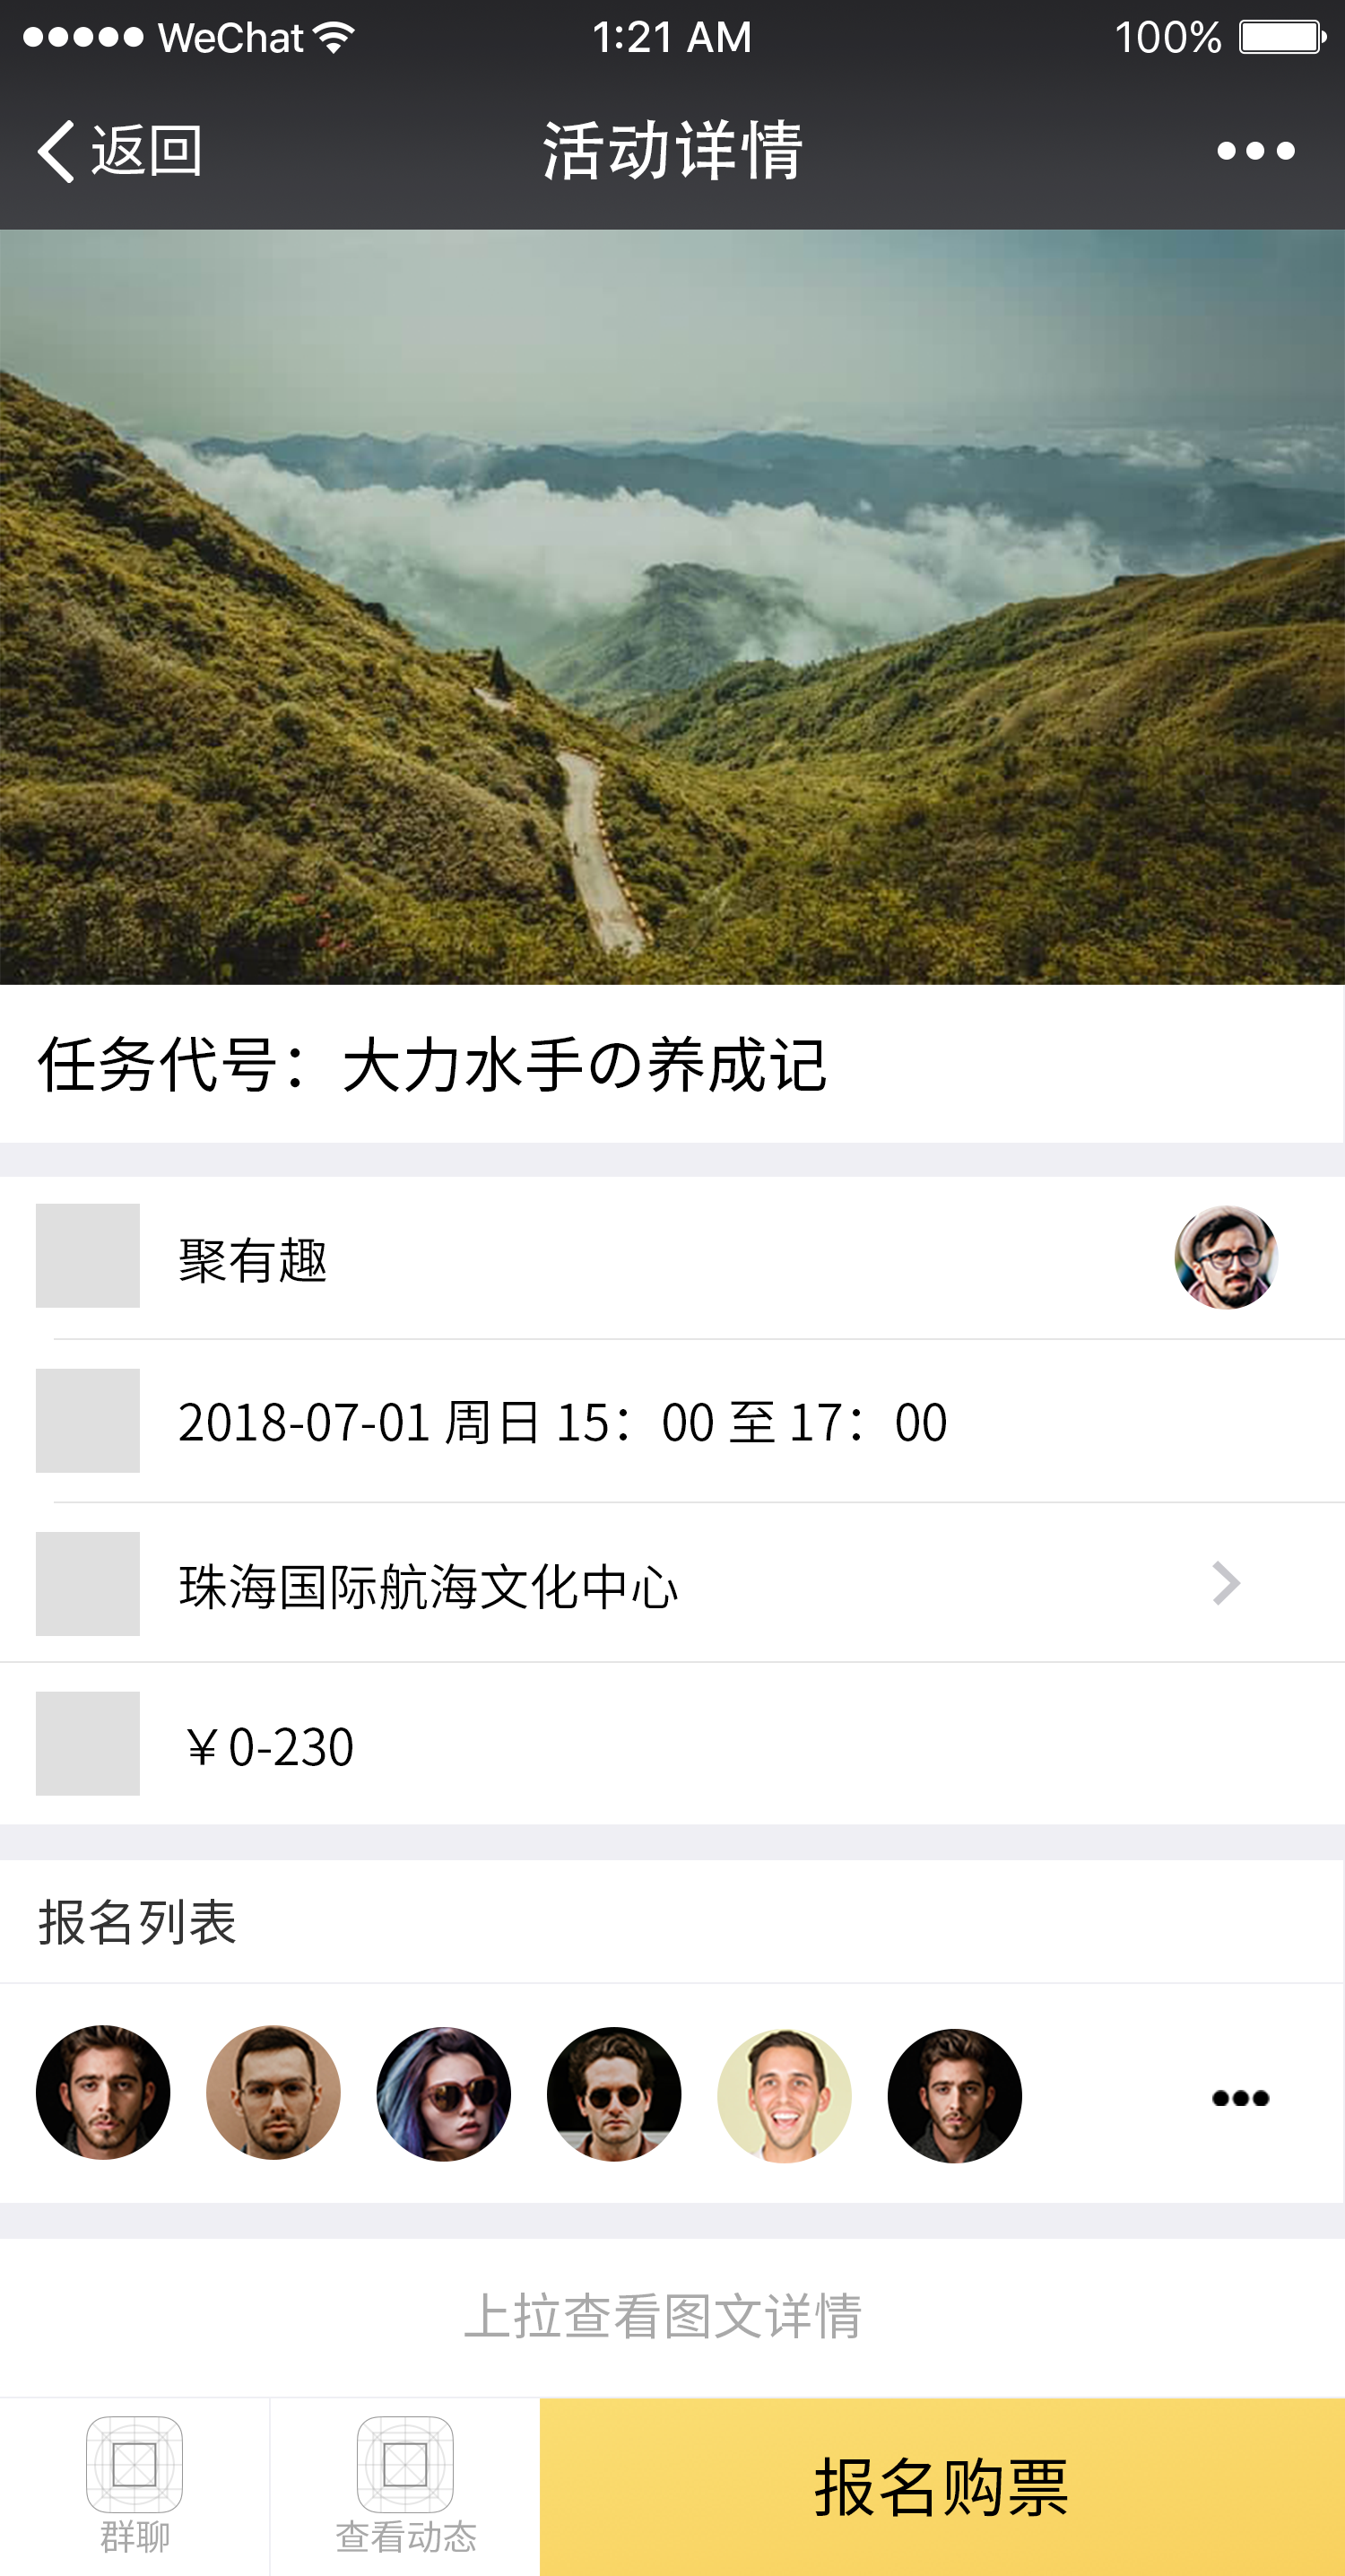 WeChat 1:21 AM 100%
返回 活动详情
任务代号：大力水手の养成记
聚有趣
2018-07-01 周日 15：00 至 17：00
珠海国际航海文化中心
￥0-230
报名列表
上拉查看图文详情
群聊 查看动态 报名购票